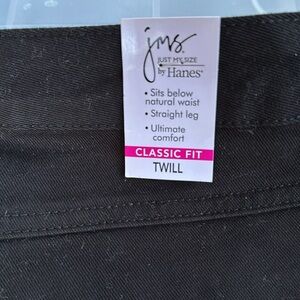 jms.
JUST MY SIZE
by Hanes®
• Sits below
natural waist
• Straight leg
• Ultimate
comfort
CLASSIC FIT
TWILL